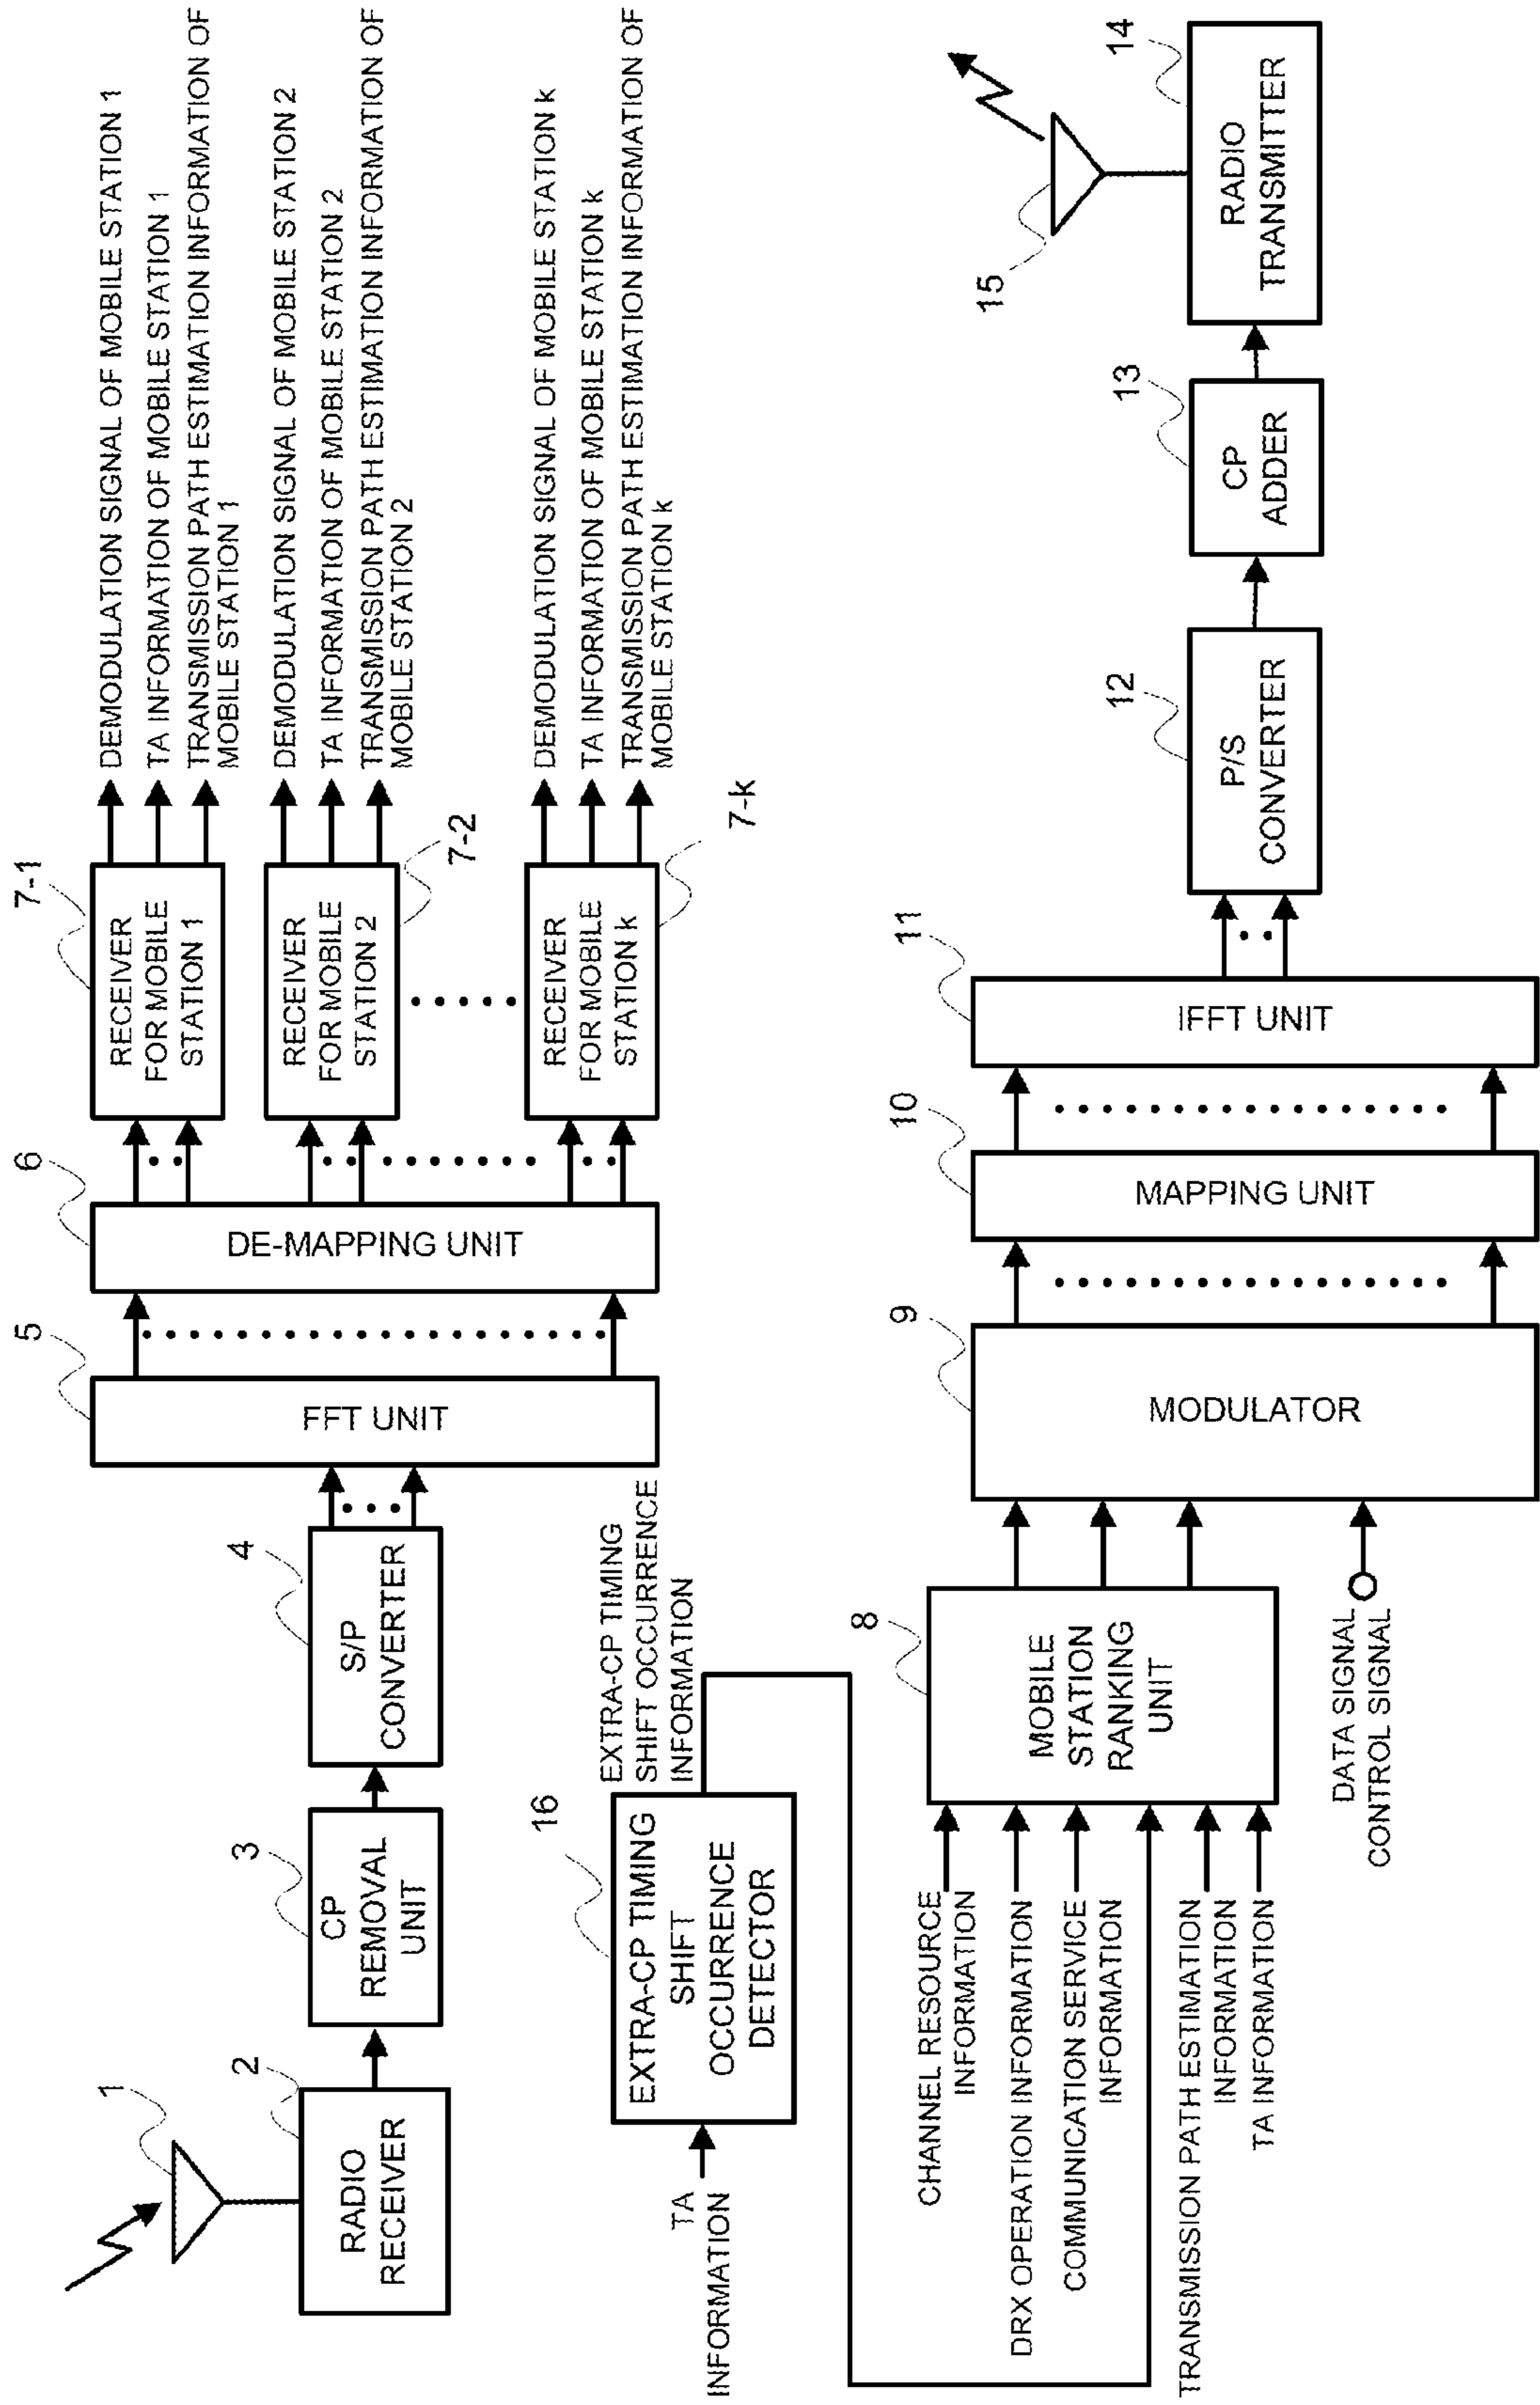 1
RADIO
RECEIVER
2
CP
REMOVAL
UNIT
3
S/P
CONVERTER
4
FFT UNIT
5
DE-MAPPING UNIT
6
RECEIVER
FOR MOBILE
STATION 1
7-1
DEMODULATION SIGNAL OF MOBILE STATION 1
TA INFORMATION OF MOBILE STATION 1
TRANSMISSION PATH ESTIMATION INFORMATION OF
MOBILE STATION 1
RECEIVER
FOR MOBILE
STATION 2
7-2
DEMODULATION SIGNAL OF MOBILE STATION 2
TA INFORMATION OF MOBILE STATION 2
TRANSMISSION PATH ESTIMATION INFORMATION OF
MOBILE STATION 2
RECEIVER
FOR MOBILE
STATION k
7-k
DEMODULATION SIGNAL OF MOBILE STATION k
TA INFORMATION OF MOBILE STATION k
TRANSMISSION PATH ESTIMATION INFORMATION OF
MOBILE STATION k
TA
INFORMATION
16
EXTRA-CP TIMING
SHIFT
OCCURRENCE
DETECTOR
EXTRA-CP TIMING
SHIFT OCCURRENCE
INFORMATION
CHANNEL RESOURCE
INFORMATION
DRX OPERATION INFORMATION
COMMUNICATION SERVICE
INFORMATION
TRANSMISSION PATH ESTIMATION
INFORMATION
TA INFORMATION
8
MOBILE
STATION
RANKING
UNIT
DATA SIGNAL
CONTROL SIGNAL
9
MODULATOR
10
MAPPING UNIT
11
IFFT UNIT
12
P/S
CONVERTER
13
CP
ADDER
14
RADIO
TRANSMITTER
15